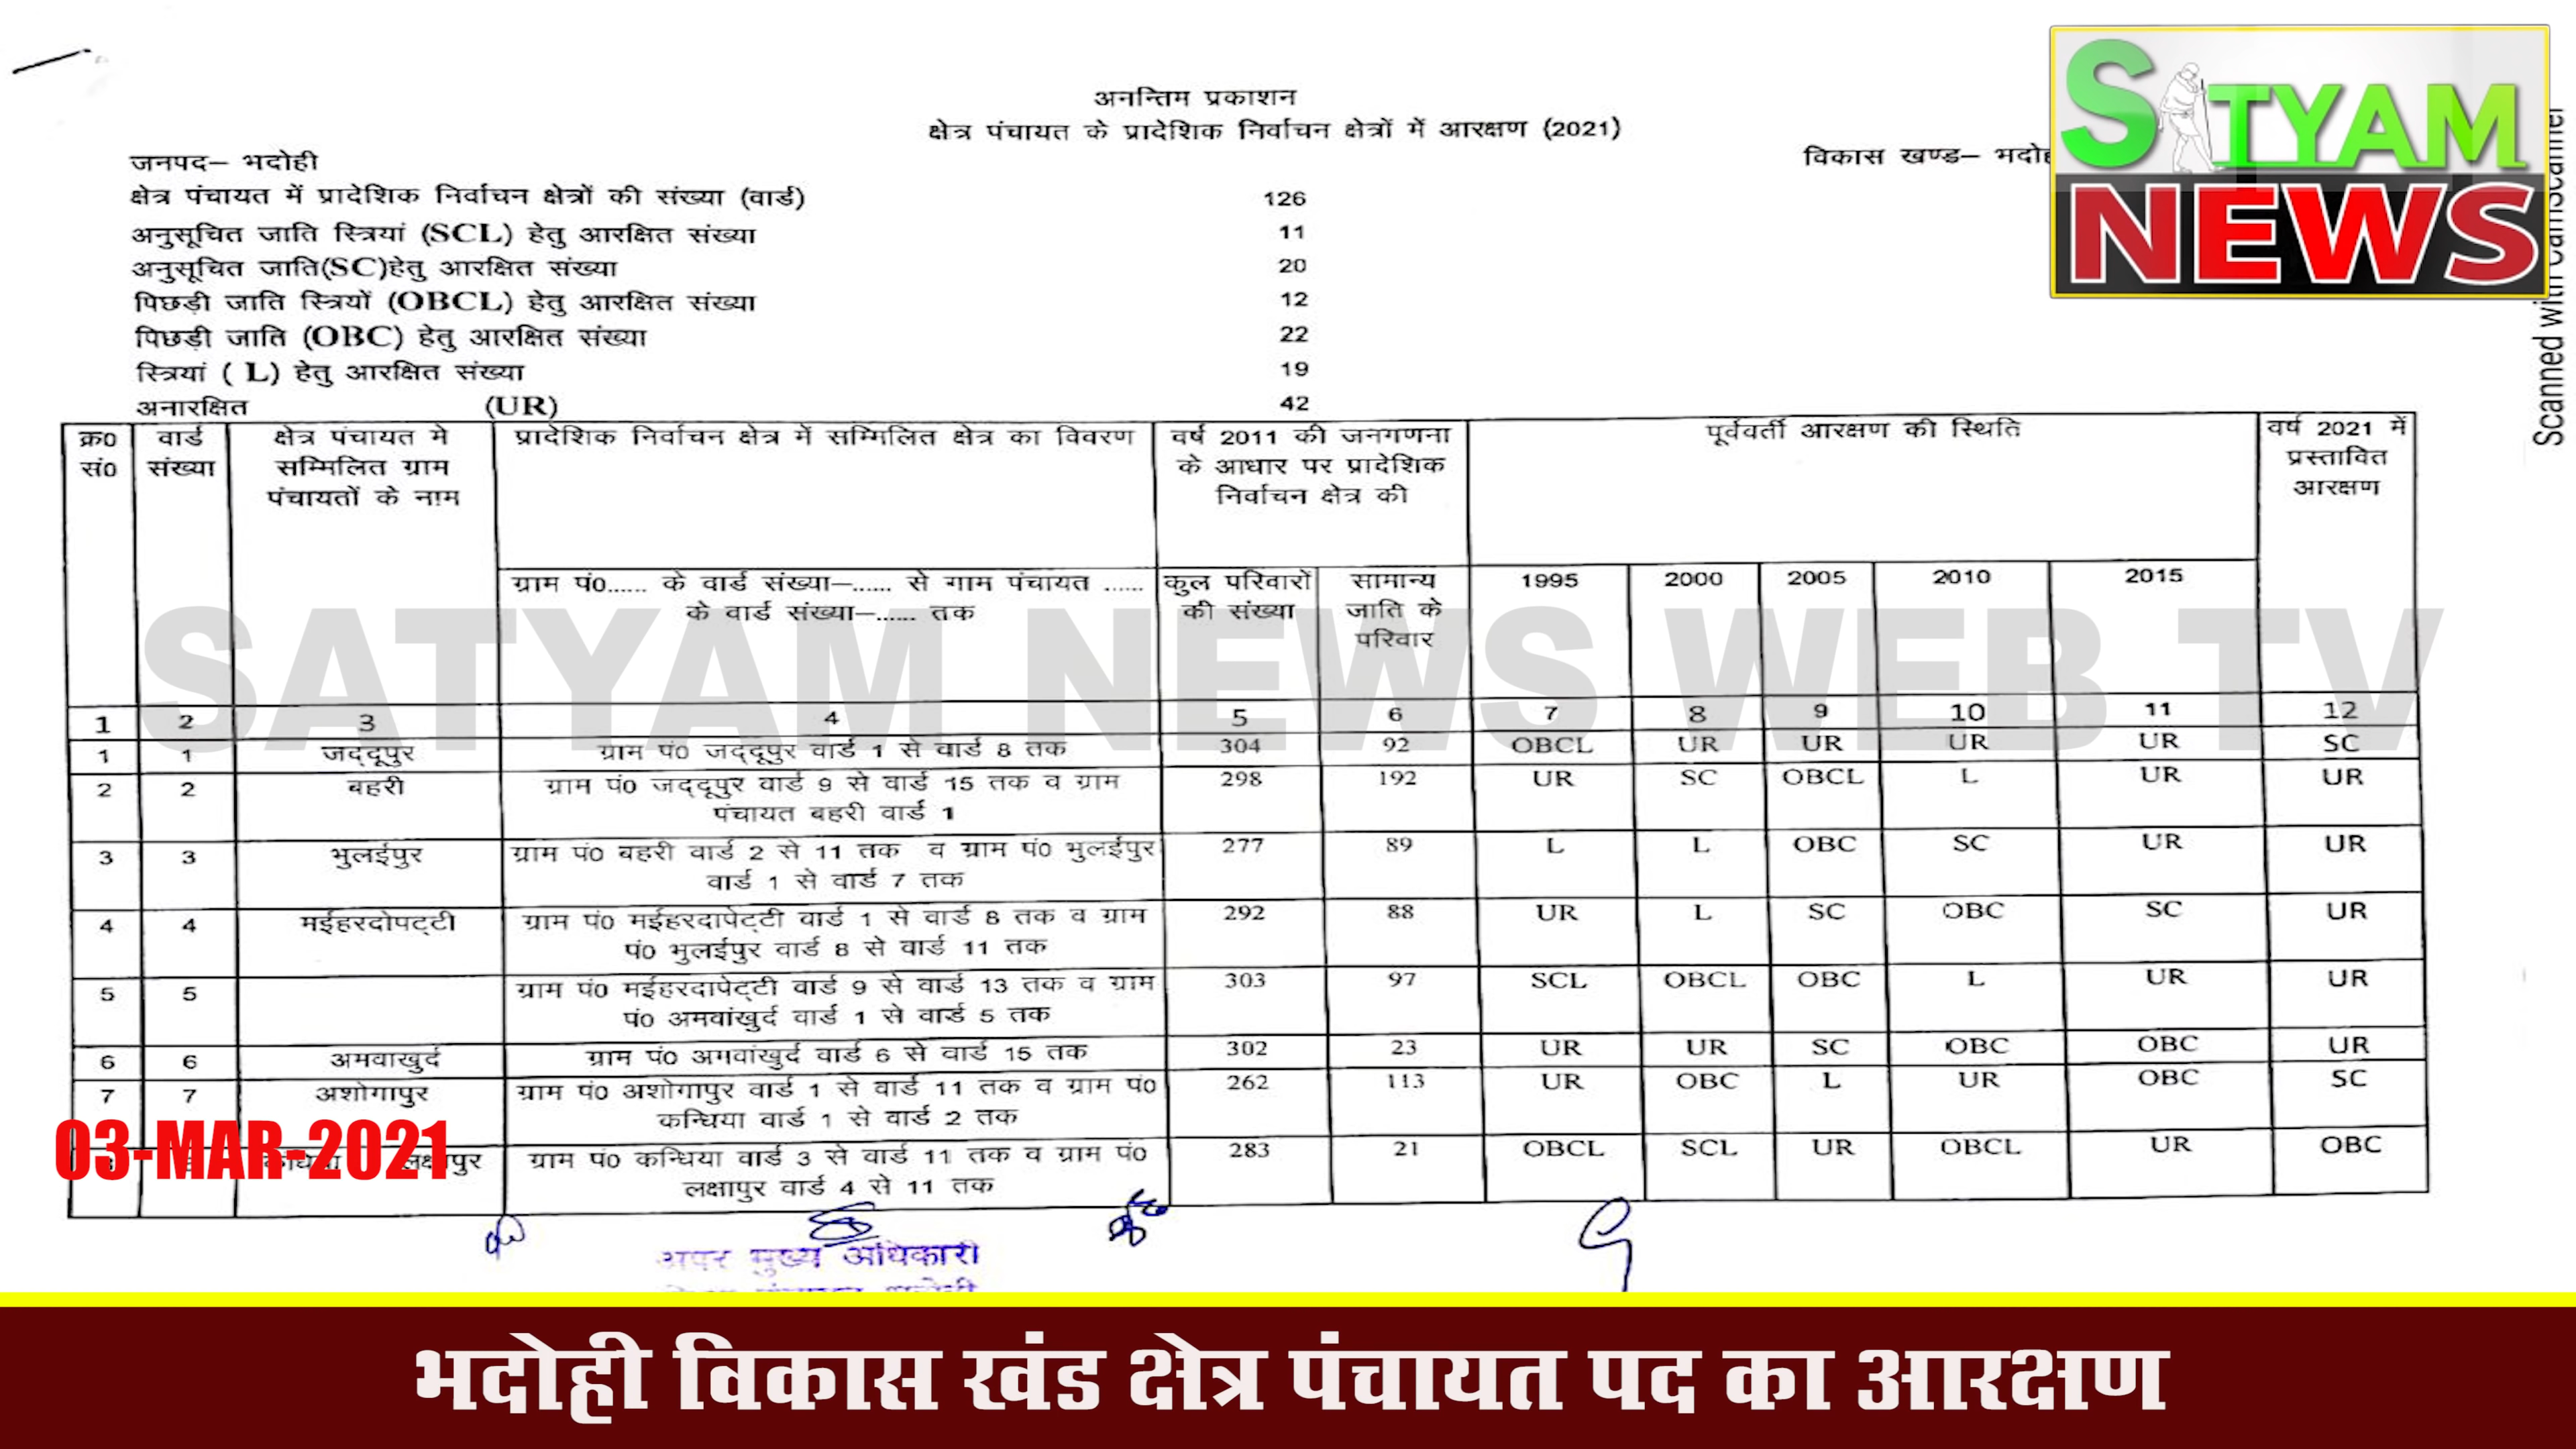 अनन्तिम प्रकाशन
क्षेत्र पंचायत के प्रादेशिक निर्वाचन क्षेत्रों में आरक्षण (2021)
जनपद– भदोही
विकास खण्ड–
SATYAM
NEWS
क्षेत्र पंचायत में प्रादेशिक निर्वाचन क्षेत्रों की संख्या (वार्ड) 126
अनुसूचित जाति स्त्रियां (SCL) हेतु आरक्षित संख्या 11
अनुसूचित जाति(SC)हेतु आरक्षित संख्या 20
पिछड़ी जाति स्त्रियों (OBCL) हेतु आरक्षित संख्या 12
पिछड़ी जाति (OBC) हेतु आरक्षित संख्या 22
स्त्रियां ( L) हेतु आरक्षित संख्या 19
अनारक्षित (UR) 42
Scanned with
क्र0 सं0
वार्ड संख्या
क्षेत्र पंचायत मे
सम्मिलित ग्राम
पंचायतों के नाम
प्रादेशिक निर्वाचन क्षेत्र में सम्मिलित क्षेत्र का विवरण
वर्ष 2011 की जनगणना
के आधार पर प्रादेशिक
निर्वाचन क्षेत्र की
पूर्ववर्ती आरक्षण की स्थिति
वर्ष 2021 में
प्रस्तावित
आरक्षण
ग्राम पं0...... के वार्ड संख्या–...... से गाम पंचायत ......
के वार्ड संख्या–...... तक
कुल परिवारों
की संख्या
सामान्य
जाति के
परिवार
1995 2000 2005 2010 2015
SATYAM NEWS WEB TV
1 2 3 4 5 6 7 8 9 10 11 12
1 1 जद्दूपुर ग्राम पं0 जद्दूपुर वार्ड 1 से वार्ड 8 तक 304 92 OBCL UR UR UR UR SC
2 2 बहरी ग्राम पं0 जद्दूपुर वार्ड 9 से वार्ड 15 तक व ग्राम 298 192 UR SC OBCL L UR UR
पंचायत बहरी वार्ड 1
3 3 भुलईपुर ग्राम पं0 बहरी वार्ड 2 से 11 तक व ग्राम पं0 भुलईपुर 277 89 L L OBC SC UR UR
वार्ड 1 से वार्ड 7 तक
4 4 मईहरदोपट्टी ग्राम पं0 मईहरदापेट्टी वार्ड 1 से वार्ड 8 तक व ग्राम 292 88 UR L SC OBC SC UR
पं0 भुलईपुर वार्ड 8 से वार्ड 11 तक
5 5 ग्राम पं0 मईहरदापेट्टी वार्ड 9 से वार्ड 13 तक व ग्राम 303 97 SCL OBCL OBC L UR UR
पं0 अमवांखुर्द वार्ड 1 से वार्ड 5 तक
6 6 अमवाखुर्द ग्राम पं0 अमवांखुर्द वार्ड 6 से वार्ड 15 तक 302 23 UR UR SC OBC OBC UR
7 7 अशोगापुर ग्राम पं0 अशोगापुर वार्ड 1 से वार्ड 11 तक व ग्राम पं0 262 113 UR OBC L UR OBC SC
कन्धिया वार्ड 1 से वार्ड 2 तक
03-MAR-2021
ग्राम पं0 कन्धिया वार्ड 3 से वार्ड 11 तक व ग्राम पं0 283 21 OBCL SCL UR OBCL UR OBC
लक्षापुर वार्ड 4 से 11 तक
अपर मुख्य अधिकारी
भदोही विकास खंड क्षेत्र पंचायत पद का आरक्षण